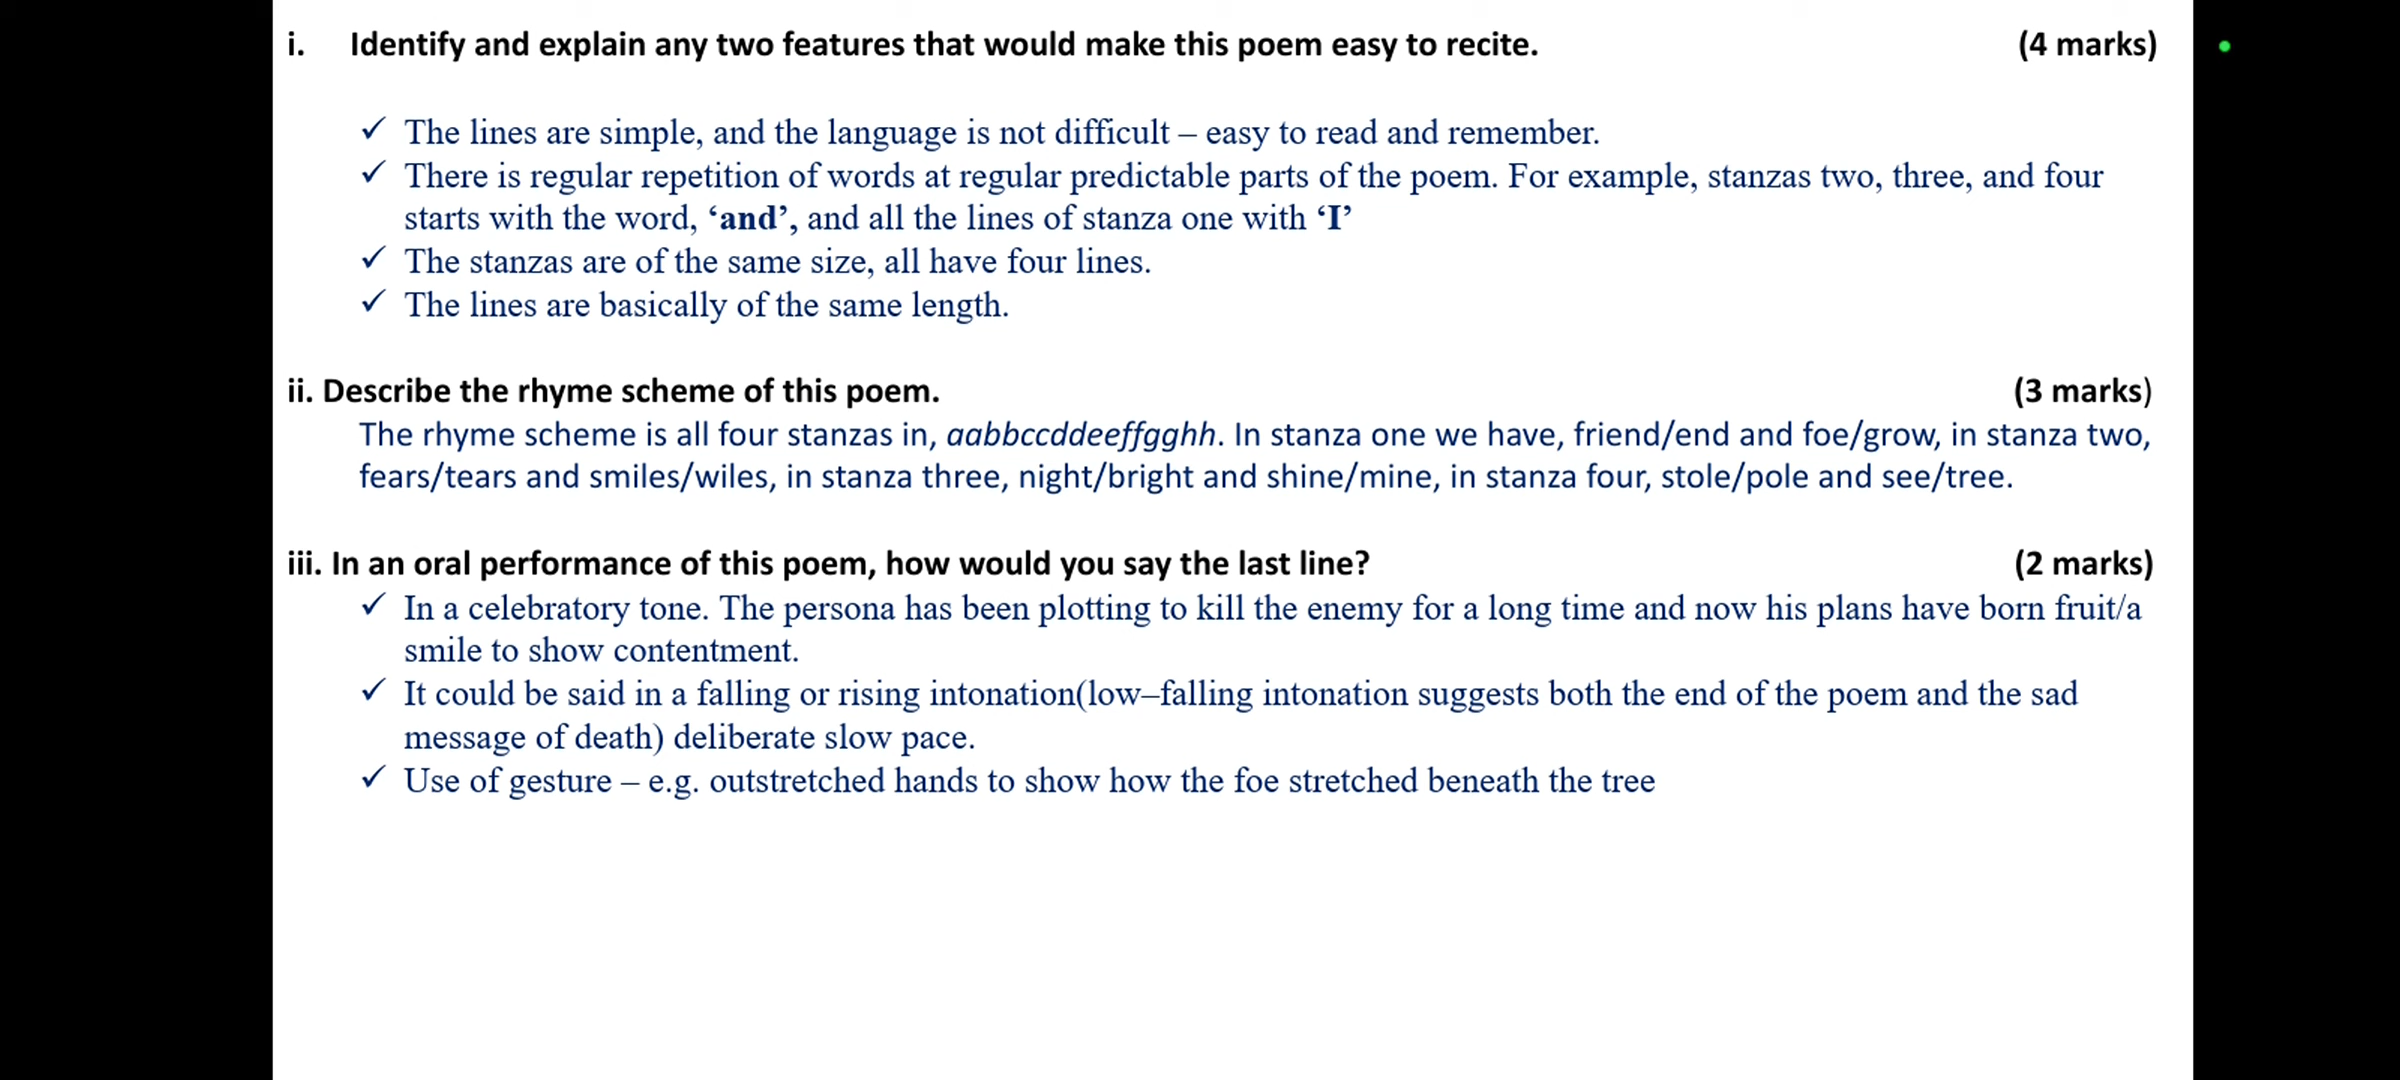 i. Identify and explain any two features that would make this poem easy to recite. (4 marks)
✓ The lines are simple, and the language is not difficult – easy to read and remember.
✓ There is regular repetition of words at regular predictable parts of the poem. For example, stanzas two, three, and four
starts with the word, ‘and’, and all the lines of stanza one with ‘I’
✓ The stanzas are of the same size, all have four lines.
✓ The lines are basically of the same length.
ii. Describe the rhyme scheme of this poem. (3 marks)
The rhyme scheme is all four stanzas in, aabbccddeeffgghh. In stanza one we have, friend/end and foe/grow, in stanza two,
fears/tears and smiles/wiles, in stanza three, night/bright and shine/mine, in stanza four, stole/pole and see/tree.
iii. In an oral performance of this poem, how would you say the last line? (2 marks)
✓ In a celebratory tone. The persona has been plotting to kill the enemy for a long time and now his plans have born fruit/a
smile to show contentment.
✓ It could be said in a falling or rising intonation(low–falling intonation suggests both the end of the poem and the sad
message of death) deliberate slow pace.
✓ Use of gesture – e.g. outstretched hands to show how the foe stretched beneath the tree